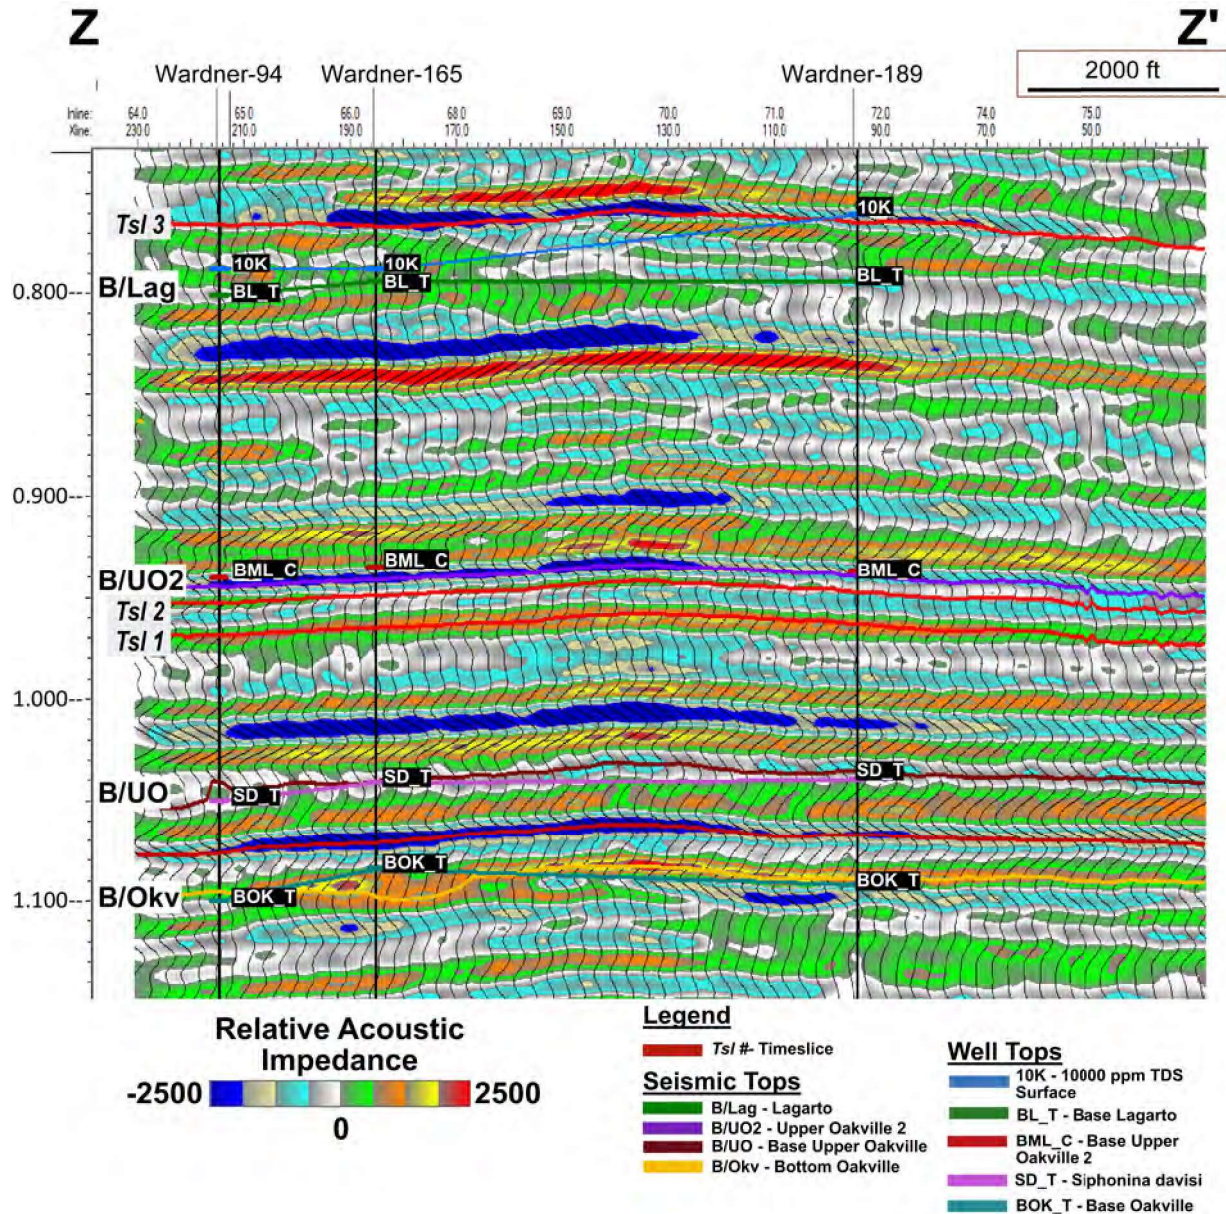 Z Z'
Wardner-94 Wardner-165 Wardner-189 2000 ft
Inline: 64.0 65.0 66.0 68.0 69.0 70.0 71.0 72.0 74.0 75.0
Xline: 230.0 210.0 190.0 170.0 150.0 130.0 110.0 90.0 70.0 50.0
10K
Tsl 3
10K 10K
BL_T BL_T BL_T
0.800 B/Lag
0.900
BML_C BML_C BML_C
B/UO2
Tsl 2
Tsl 1
1.000
B/UO SD_T SD_T SD_T
BOK_T BOK_T BOK_T
1.100 B/Okv
Relative Acoustic
Impedance
-2500 2500
0
Legend
Tsl #- Timeslice
Seismic Tops
B/Lag - Lagarto
B/UO2 - Upper Oakville 2
B/UO - Base Upper Oakville
B/Okv - Bottom Oakville
Well Tops
10K - 10000 ppm TDS
Surface
BL_T - Base Lagarto
BML_C - Base Upper
Oakville 2
SD_T - Siphonina davisi
BOK_T - Base Oakville